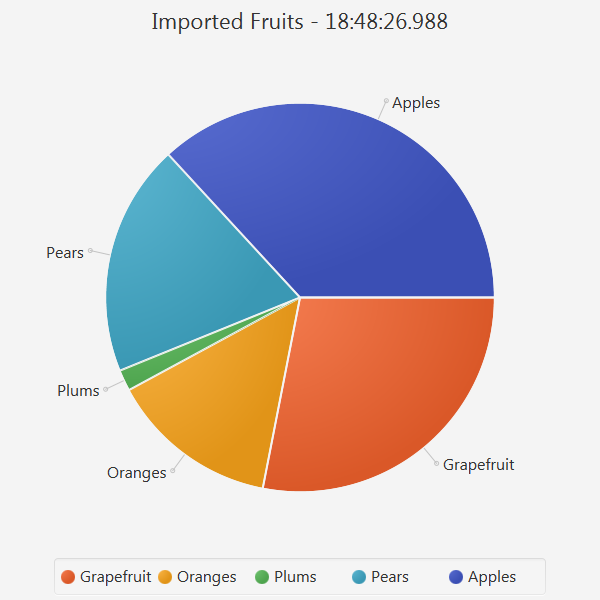 Imported Fruits - 18:48:26.988
Apples
Pears
Plums
Oranges
Grapefruit
Grapefruit Oranges Plums Pears Apples